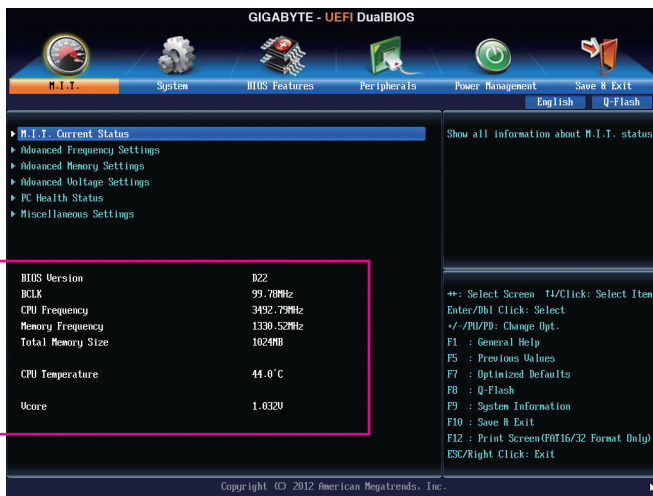 GIGABYTE - UEFI DualBIOS
M.I.T. System BIOS Features Peripherals Power Management Save & Exit
English Q-Flash
M.I.T. Current Status
Advanced Frequency Settings
Advanced Memory Settings
Advanced Voltage Settings
PC Health Status
Miscellaneous Settings
BIOS Version D22
BCLK 99.78MHz
CPU Frequency 3492.79MHz
Memory Frequency 1330.52MHz
Total Memory Size 1024MB
CPU Temperature 44.0°C
Vcore 1.032V
Show all information about M.I.T. status
→←: Select Screen ↑↓/Click: Select Item
Enter/Dbl Click: Select
+/-/PU/PD: Change Opt.
F1 : General Help
F5 : Previous Values
F7 : Optimized Defaults
F8 : Q-Flash
F9 : System Information
F10 : Save & Exit
F12 : Print Screen(FAT16/32 Format Only)
ESC/Right Click: Exit
Copyright (C) 2012 American Megatrends, Inc.